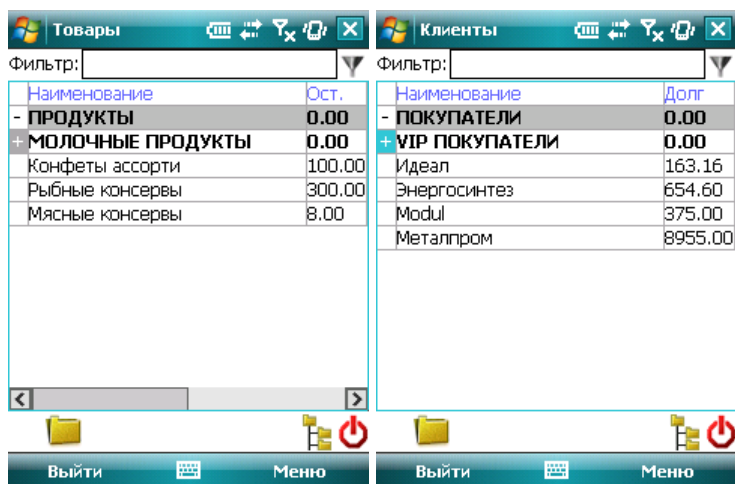 Товары
Фильтр:
Наименование Ост.
- ПРОДУКТЫ 0.00
+ МОЛОЧНЫЕ ПРОДУКТЫ 0.00
Конфеты ассорти 100.00
Рыбные консервы 300.00
Мясные консервы 8.00
Выйти Меню
Клиенты
Фильтр:
Наименование Долг
- ПОКУПАТЕЛИ 0.00
+ VIP ПОКУПАТЕЛИ 0.00
Идеал 163.16
Энергосинтез 654.60
Modul 375.00
Металпром 8955.00
Выйти Меню